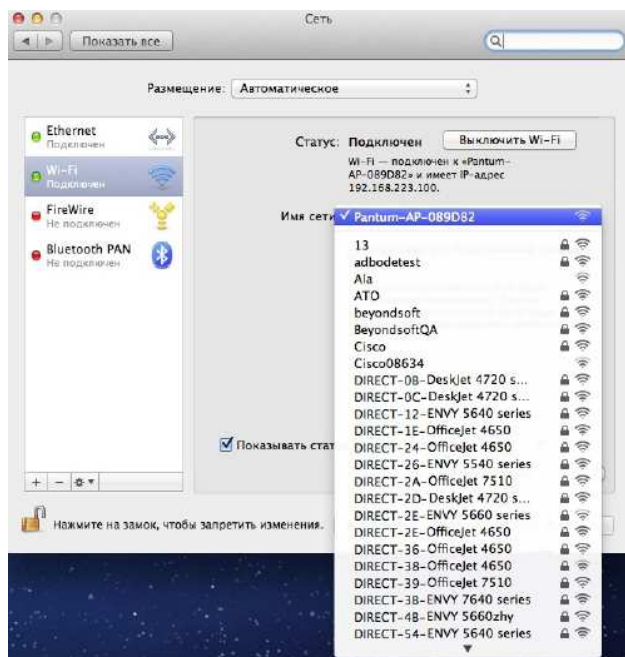 Сеть
Показать все
Размещение: Автоматическое
Ethernet
Подключен
Wi-Fi
Подключен
FireWire
Не подключен
Bluetooth PAN
Не подключен
Статус: Подключен Выключить Wi-Fi
Wi-Fi — подключен к «Pantum-
AP-089D82» и имеет IP-адрес
192.168.223.100.
Имя сети ✓ Pantum-AP-089D82
13
adbodetest
Ala
ATO
beyondsoft
BeyondsoftQA
Cisco
Cisco08634
DIRECT-0B-DeskJet 4720 s...
DIRECT-0C-DeskJet 4720 s...
DIRECT-12-ENVY 5640 series
DIRECT-1E-OfficeJet 4650
DIRECT-24-OfficeJet 4650
DIRECT-26-ENVY 5540 series
DIRECT-2A-OfficeJet 7510
DIRECT-2D-DeskJet 4720 s...
DIRECT-2E-ENVY 5660 series
DIRECT-2E-OfficeJet 4650
DIRECT-36-OfficeJet 4650
DIRECT-38-OfficeJet 4650
DIRECT-39-OfficeJet 7510
DIRECT-3B-ENVY 7640 series
DIRECT-4B-ENVY 5660zhy
DIRECT-54-ENVY 5640 series
Показывать стат
+ −
Нажмите на замок, чтобы запретить изменения.